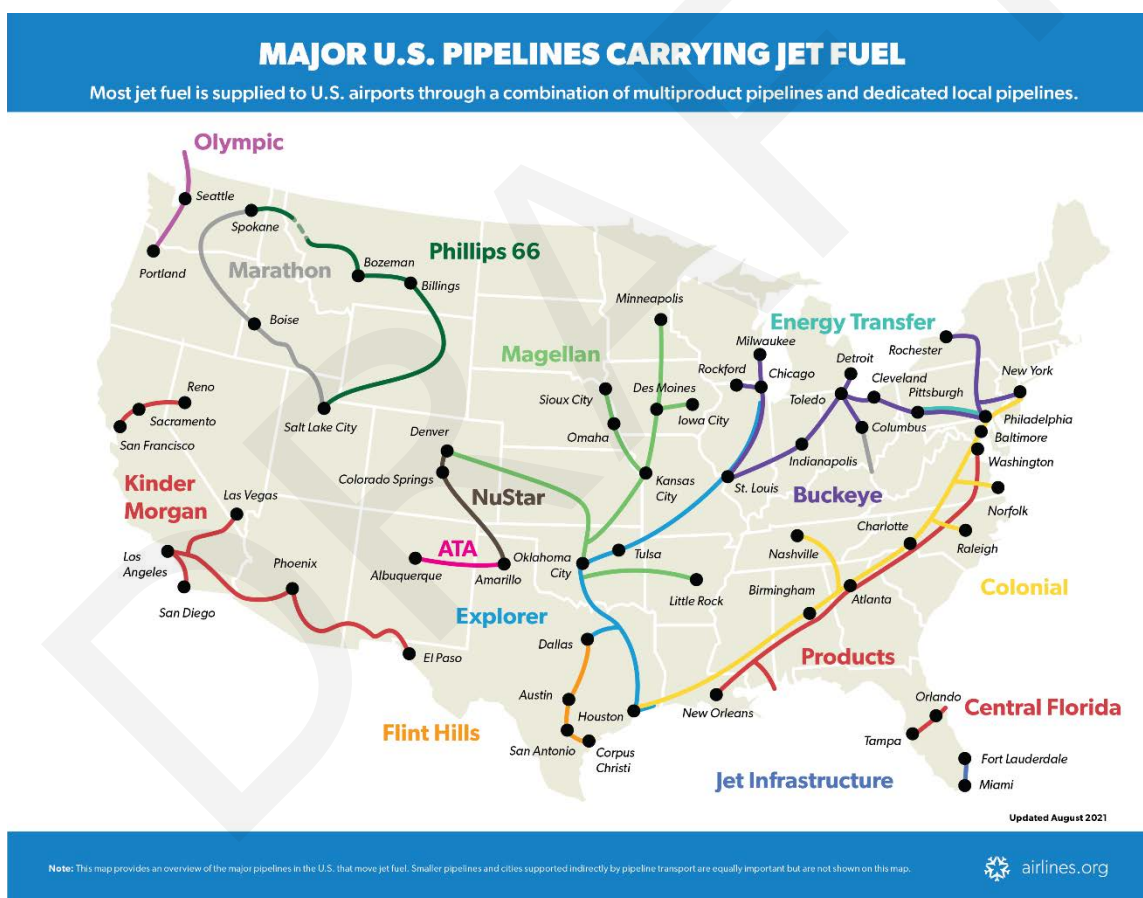 MAJOR U.S. PIPELINES CARRYING JET FUEL
Most jet fuel is supplied to U.S. airports through a combination of multiproduct pipelines and dedicated local pipelines.
Olympic
Seattle
Spokane
Portland
Marathon
Phillips 66
Bozeman
Billings
Boise
Salt Lake City
Reno
Sacramento
San Francisco
Minneapolis
Magellan
Sioux City
Des Moines
Iowa City
Omaha
Kansas
City
Energy Transfer
Milwaukee
Rockford
Chicago
Detroit
Toledo
Cleveland
Pittsburgh
Rochester
New York
Philadelphia
Baltimore
Washington
Columbus
Indianapolis
St. Louis
Buckeye
Norfolk
Raleigh
Charlotte
Colonial
Denver
Colorado Springs
NuStar
Kinder
Morgan
Las Vegas
Los
Angeles
San Diego
Phoenix
El Paso
ATA
Albuquerque
Amarillo
Oklahoma
City
Tulsa
Little Rock
Nashville
Birmingham
Atlanta
Explorer
Dallas
Austin
Houston
San Antonio
Corpus
Christi
Flint Hills
New Orleans
Products
Orlando
Central Florida
Tampa
Fort Lauderdale
Miami
Jet Infrastructure
Updated August 2021
Note: This map provides an overview of the major pipelines in the U.S. that move jet fuel. Smaller pipelines and cities supported indirectly by pipeline transport are equally important but are not shown on this map.
airlines.org
DRAFT